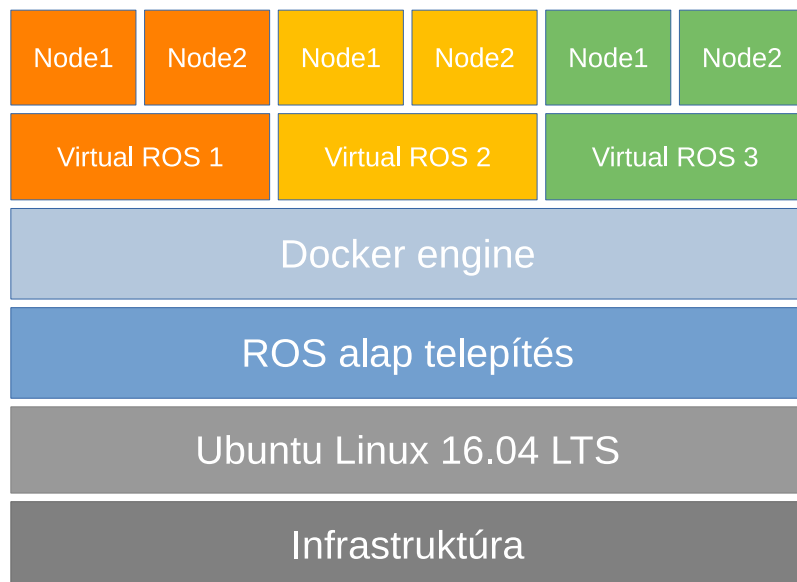 Node1 Node2 Node1 Node2 Node1 Node2
Virtual ROS 1 Virtual ROS 2 Virtual ROS 3
Docker engine
ROS alap telepítés
Ubuntu Linux 16.04 LTS
Infrastruktúra